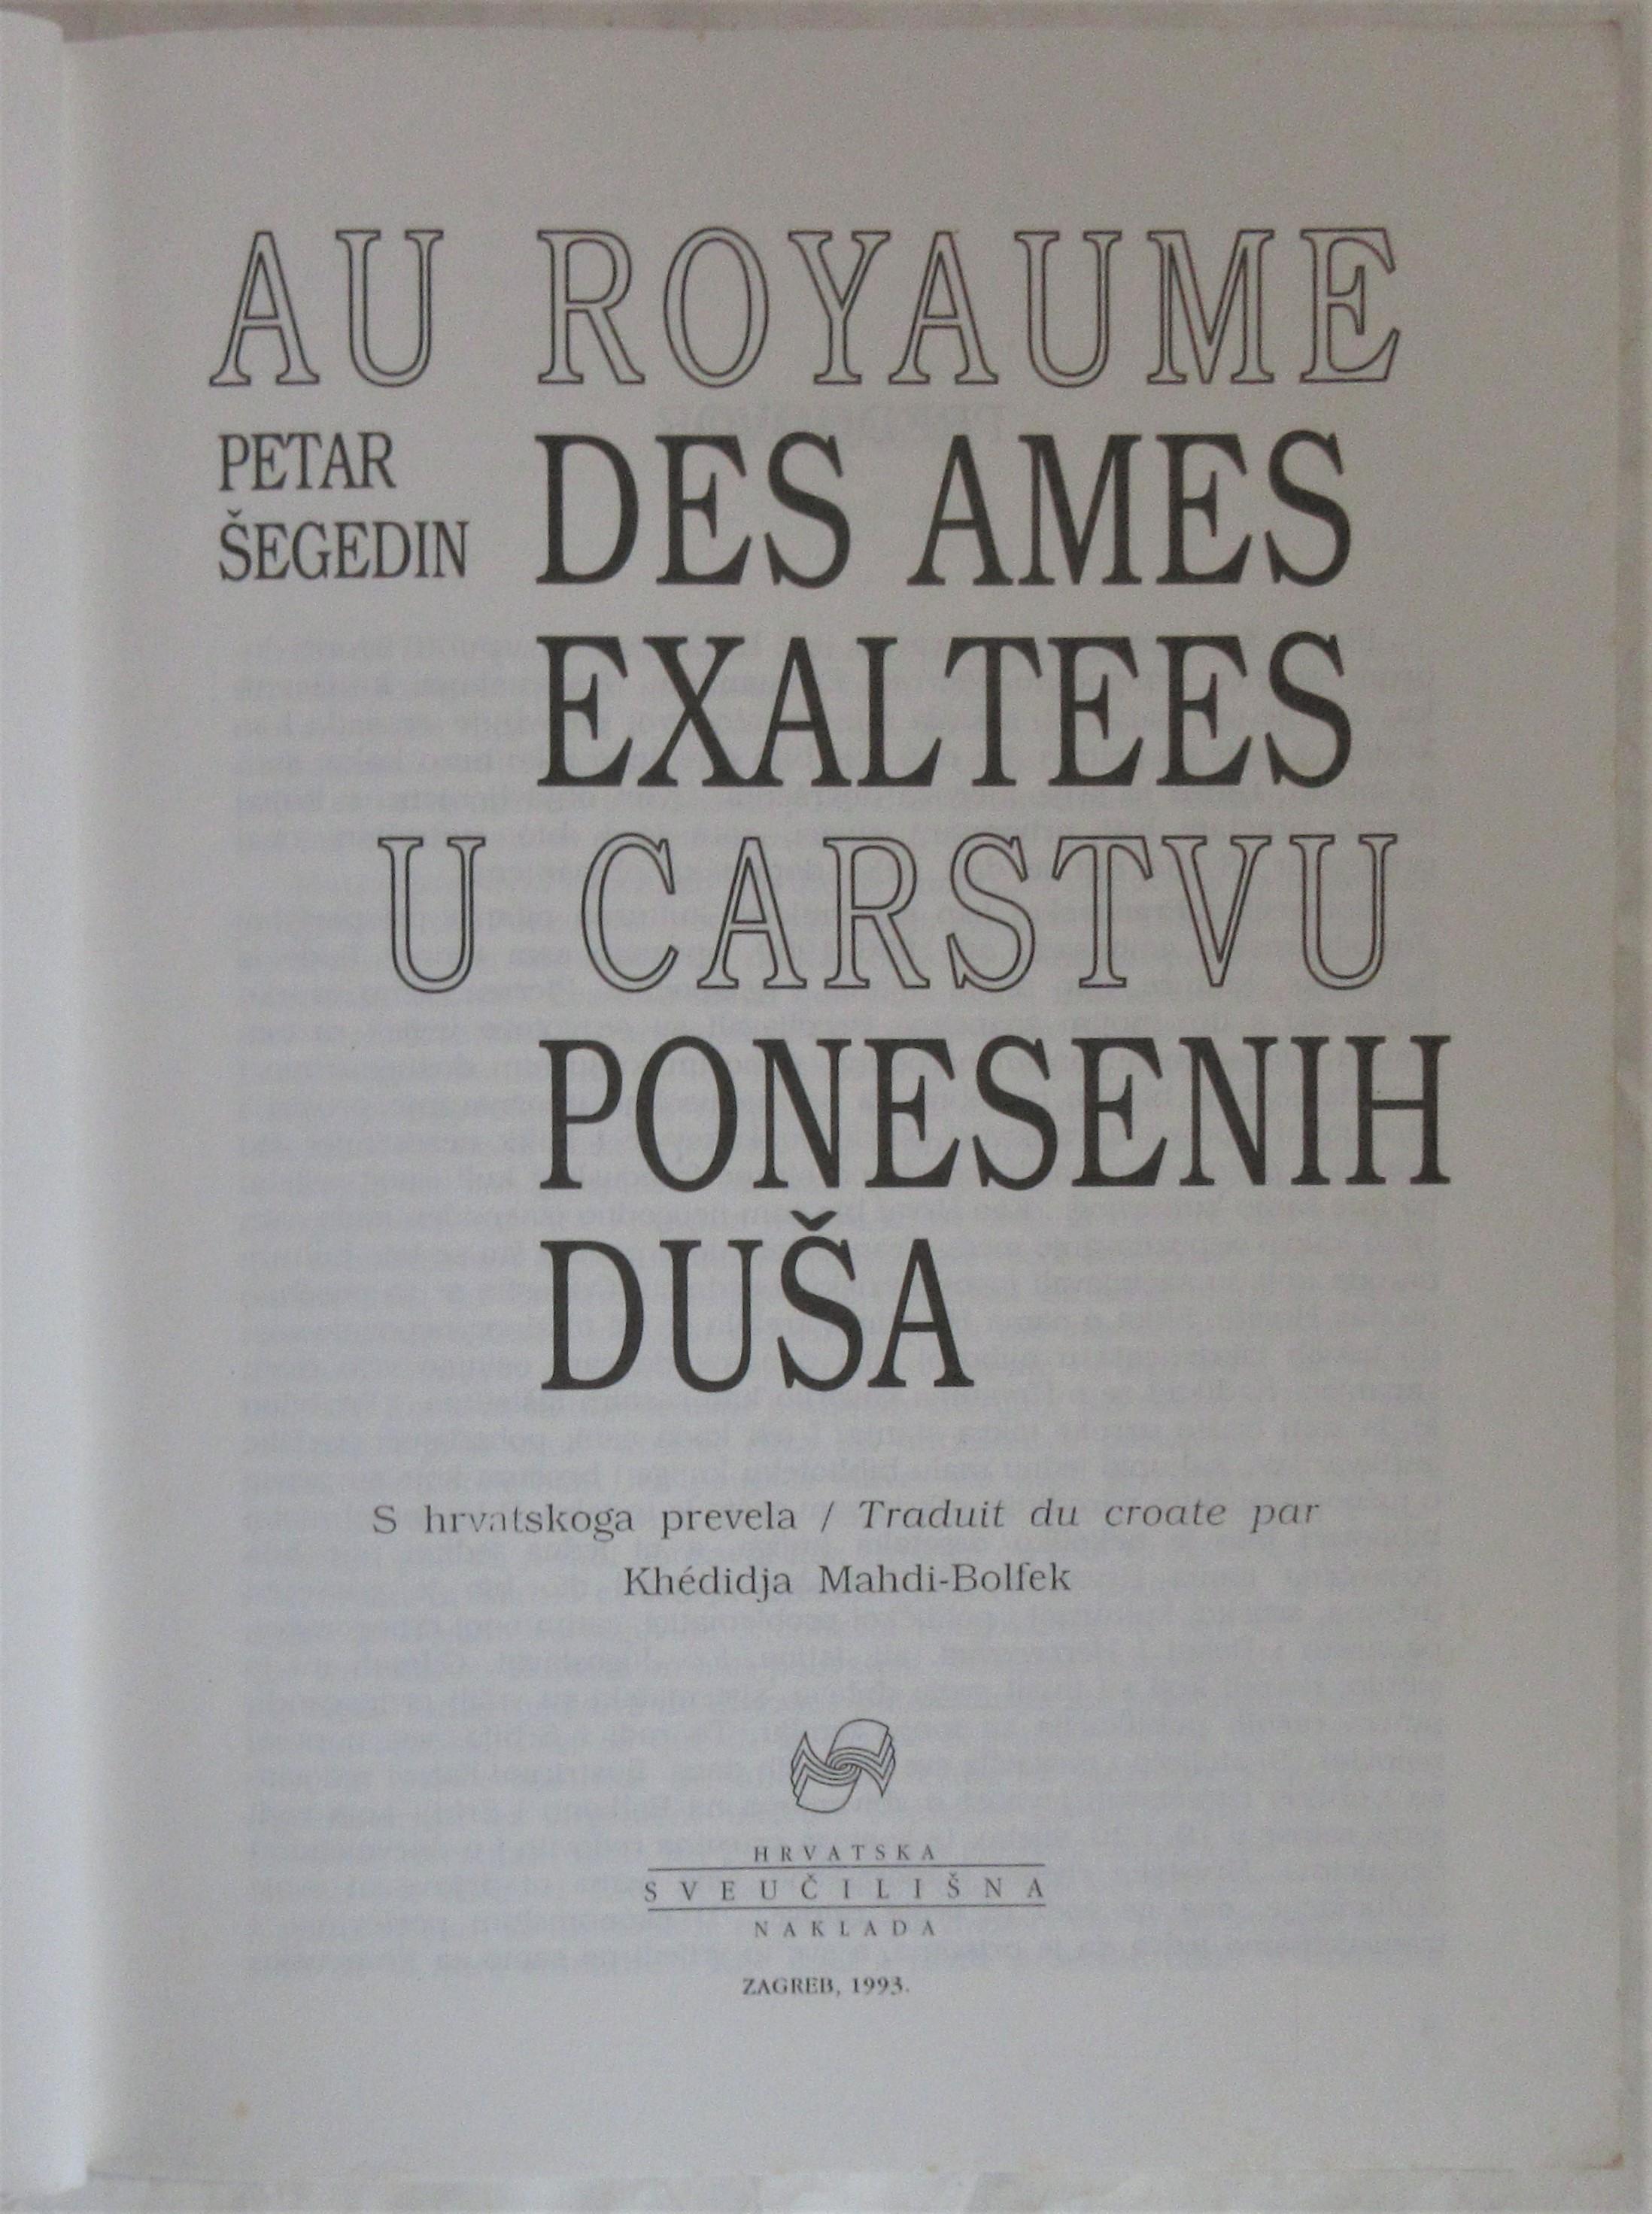 AU ROYAUME
PETAR
ŠEGEDIN
DES AMES
EXALTEES
U CARSTVU
PONESENIH
DUŠA
S hrvatskoga prevela / Traduit du croate par
Khédidja Mahdi-Bolfek
HRVATSKA
SVEUČILIŠNA
NAKLADA
ZAGREB, 1993.